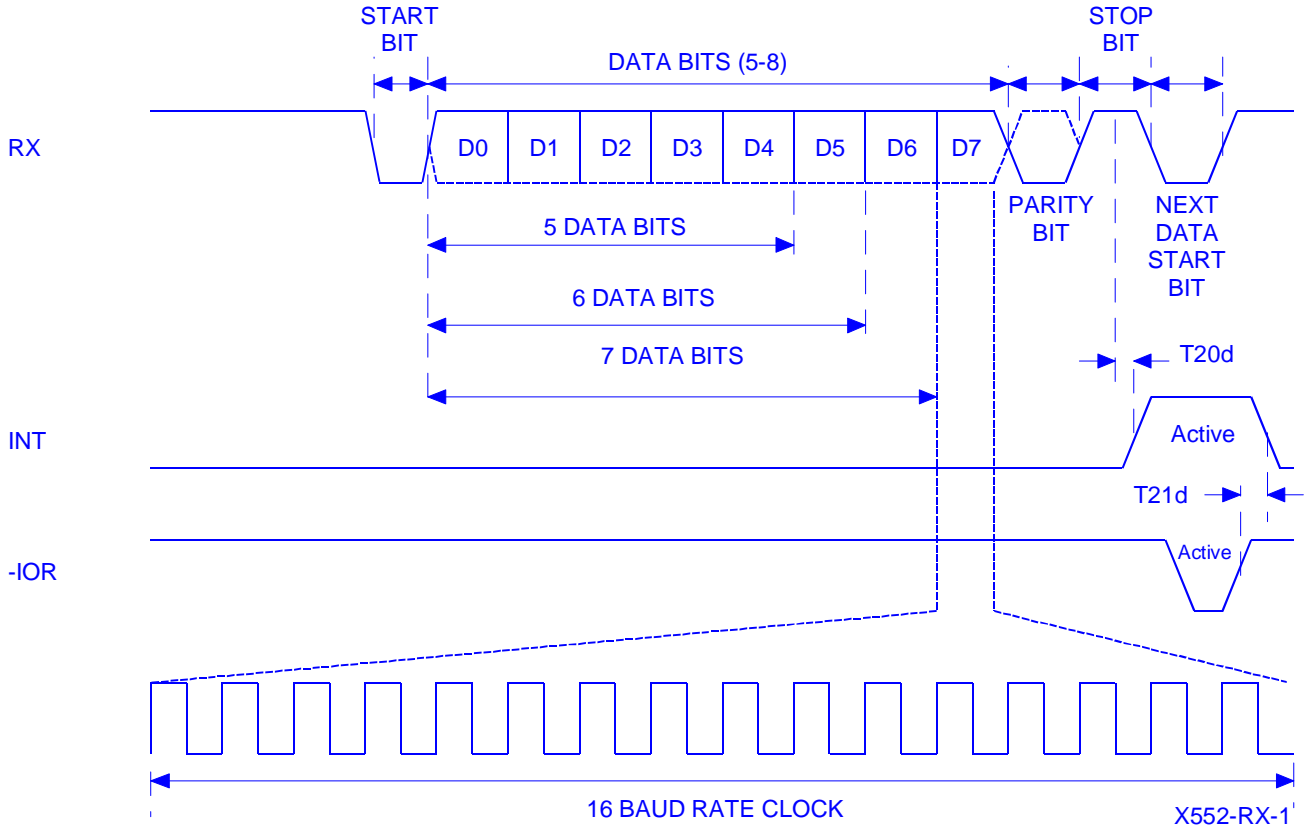 START
BIT
DATA BITS (5-8)
STOP
BIT
RX
D0 D1 D2 D3 D4 D5 D6 D7
PARITY
BIT
NEXT
DATA
START
BIT
5 DATA BITS
6 DATA BITS
7 DATA BITS
T20d
INT
Active
T21d
-IOR
Active
16 BAUD RATE CLOCK
X552-RX-1